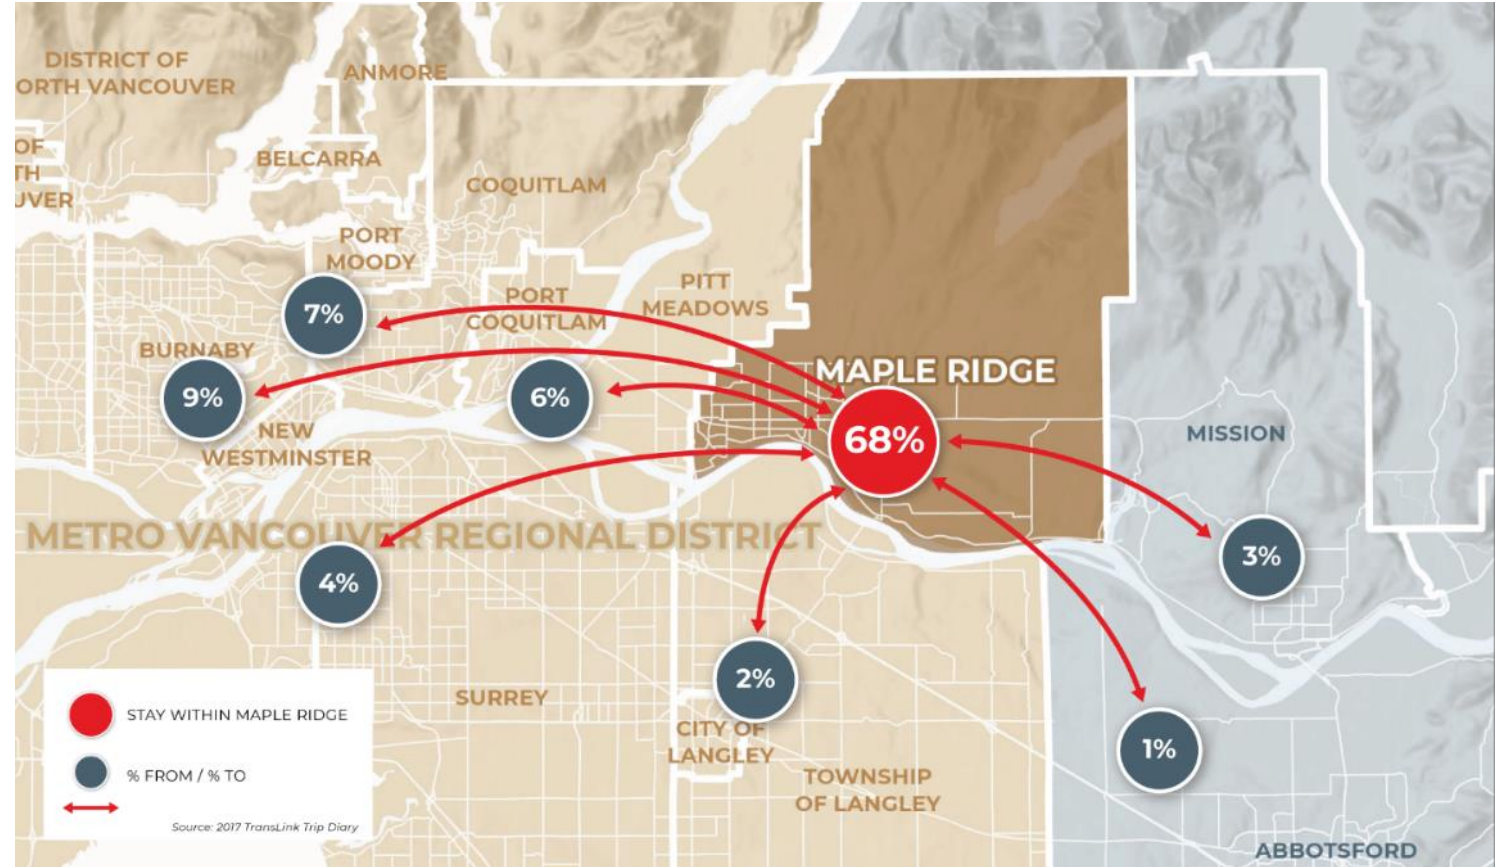 DISTRICT OF
ORTH VANCOUVER
ANMORE
OF
TH
UVER
BELCARRA
COQUITLAM
PORT
MOODY
PITT
MEADOWS
PORT
COQUITLAM
7%
BURNABY
9%
6%
MAPLE RIDGE
68%
NEW
WESTMINSTER
MISSION
METRO VANCOUVER REGIONAL DISTRICT
4%
3%
2%
SURREY
CITY OF
LANGLEY
1%
TOWNSHIP
OF LANGLEY
ABBOTSFORD
STAY WITHIN MAPLE RIDGE
% FROM / % TO
Source: 2017 TransLink Trip Diary